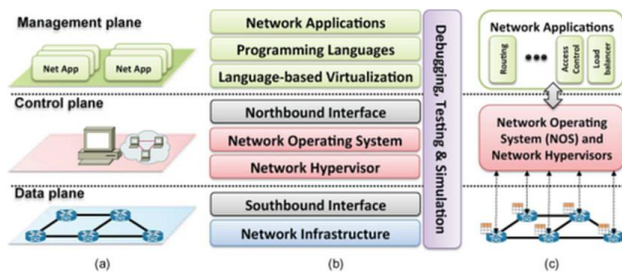 Management plane
Net App
Net App
Control plane
Data plane
(a)
Network Applications
Programming Languages
Language-based Virtualization
Northbound Interface
Network Operating System
Network Hypervisor
Southbound Interface
Network Infrastructure
Debugging, Testing & Simulation
(b)
Network Applications
Routing
Access
Control
Load
balancer
Network Operating
System (NOS) and
Network Hypervisors
(c)